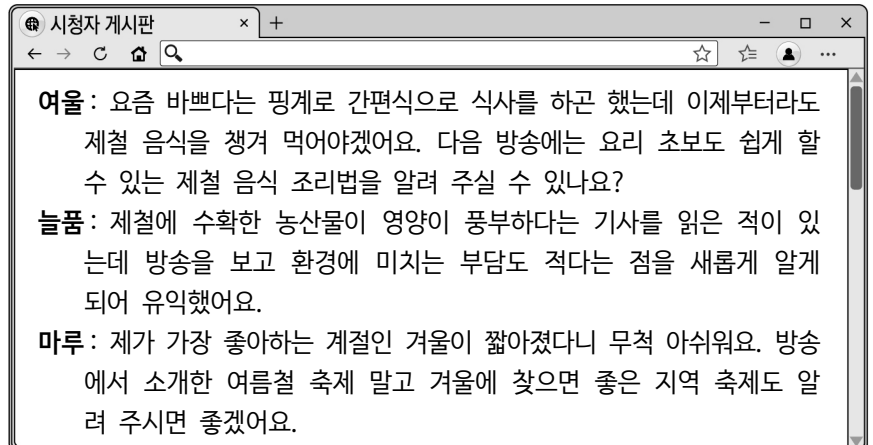 시청자 게시판
여울 : 요즘 바쁘다는 핑계로 간편식으로 식사를 하곤 했는데 이제부터라도
제철 음식을 챙겨 먹어야겠어요. 다음 방송에는 요리 초보도 쉽게 할
수 있는 제철 음식 조리법을 알려 주실 수 있나요?
늘품 : 제철에 수확한 농산물이 영양이 풍부하다는 기사를 읽은 적이 있
는데 방송을 보고 환경에 미치는 부담도 적다는 점을 새롭게 알게
되어 유익했어요.
마루 : 제가 가장 좋아하는 계절인 겨울이 짧아졌다니 무척 아쉬워요. 방송
에서 소개한 여름철 축제 말고 겨울에 찾으면 좋은 지역 축제도 알
려 주시면 좋겠어요.